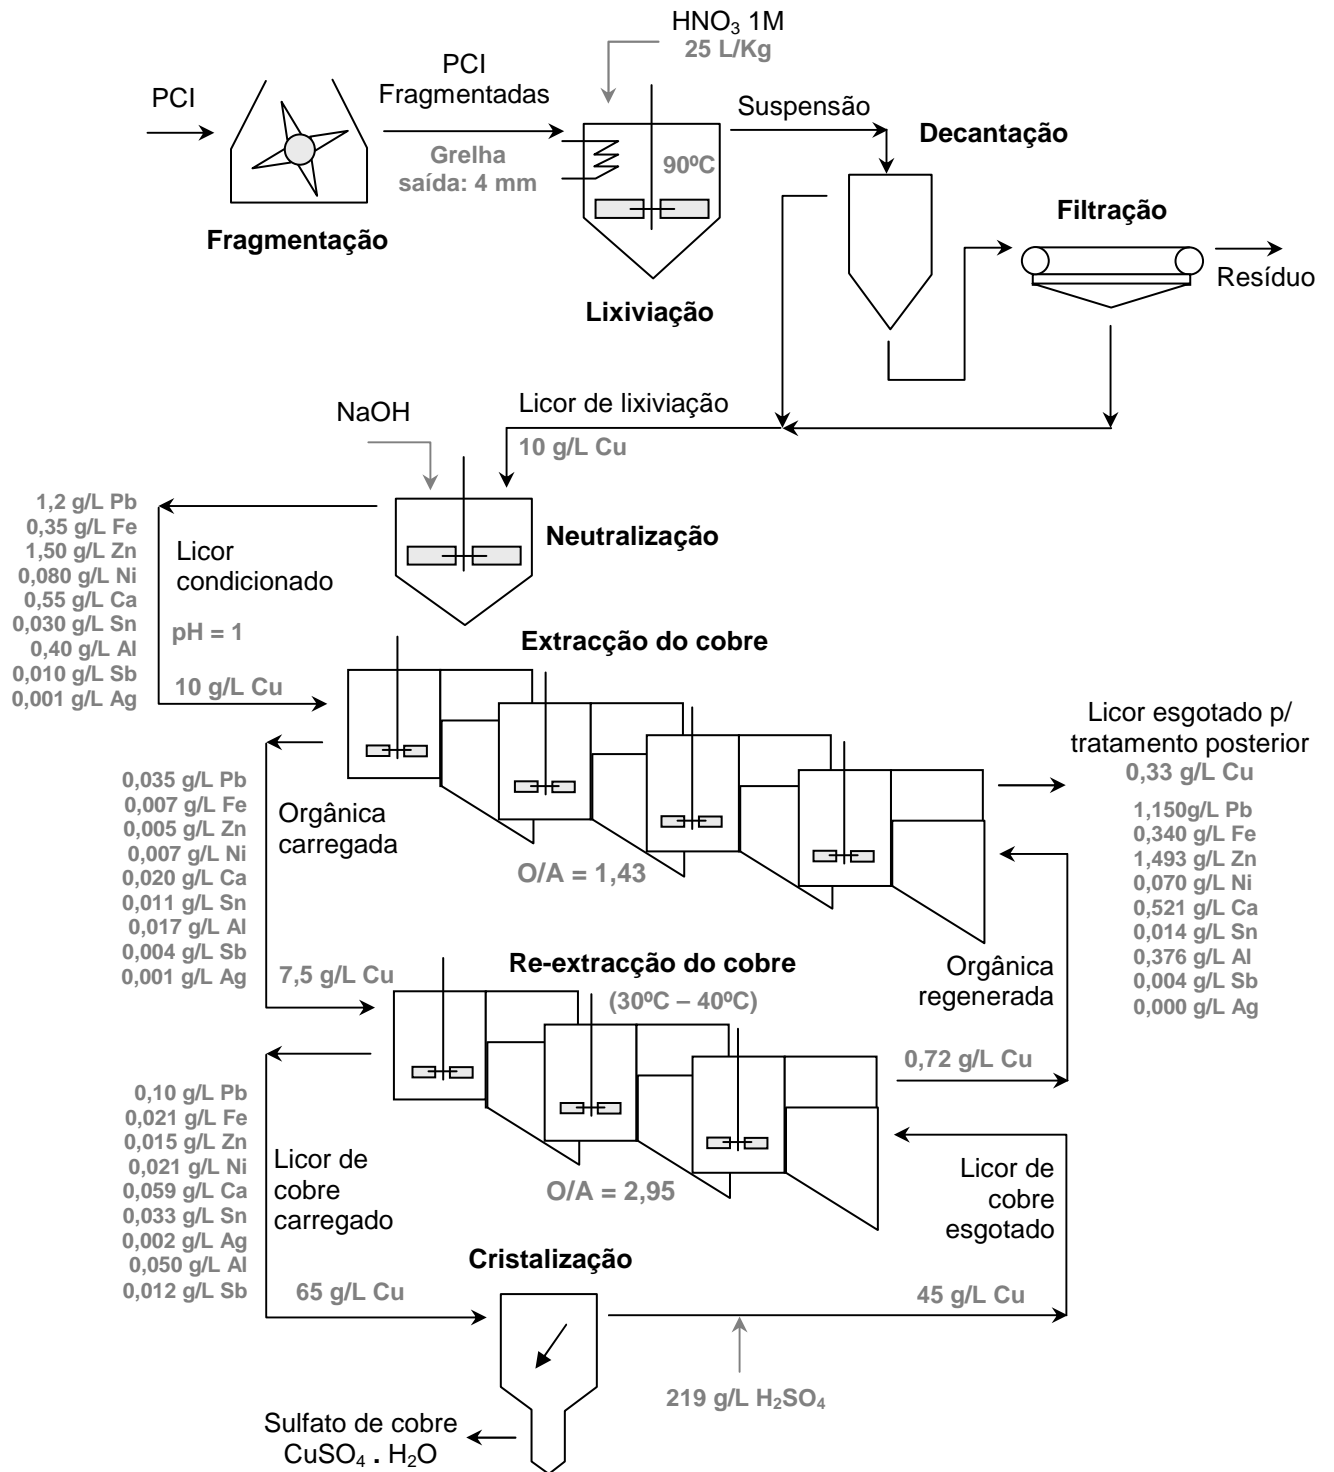 HNO₃ 1M
25 L/Kg
PCI
PCI
Fragmentadas
Grelha
saída: 4 mm
Fragmentação
90ºC
Lixiviação
Suspensão
Decantação
Filtração
Resíduo
NaOH
Licor de lixiviação
10 g/L Cu
Neutralização
1,2 g/L Pb
0,35 g/L Fe
1,50 g/L Zn
0,080 g/L Ni
0,55 g/L Ca
0,030 g/L Sn
0,40 g/L Al
0,010 g/L Sb
0,001 g/L Ag
Licor
condicionado
pH = 1
10 g/L Cu
Extracção do cobre
O/A = 1,43
Licor esgotado p/
tratamento posterior
0,33 g/L Cu
1,150g/L Pb
0,340 g/L Fe
1,493 g/L Zn
0,070 g/L Ni
0,521 g/L Ca
0,014 g/L Sn
0,376 g/L Al
0,004 g/L Sb
0,000 g/L Ag
0,035 g/L Pb
0,007 g/L Fe
0,005 g/L Zn
0,007 g/L Ni
0,020 g/L Ca
0,011 g/L Sn
0,017 g/L Al
0,004 g/L Sb
0,001 g/L Ag
Orgânica
carregada
7,5 g/L Cu
Re-extracção do cobre
(30ºC – 40ºC)
O/A = 2,95
Orgânica
regenerada
0,72 g/L Cu
0,10 g/L Pb
0,021 g/L Fe
0,015 g/L Zn
0,021 g/L Ni
0,059 g/L Ca
0,033 g/L Sn
0,002 g/L Ag
0,050 g/L Al
0,012 g/L Sb
Licor de
cobre
carregado
65 g/L Cu
Licor de
cobre
esgotado
45 g/L Cu
Cristalização
219 g/L H₂SO₄
Sulfato de cobre
CuSO₄ . H₂O